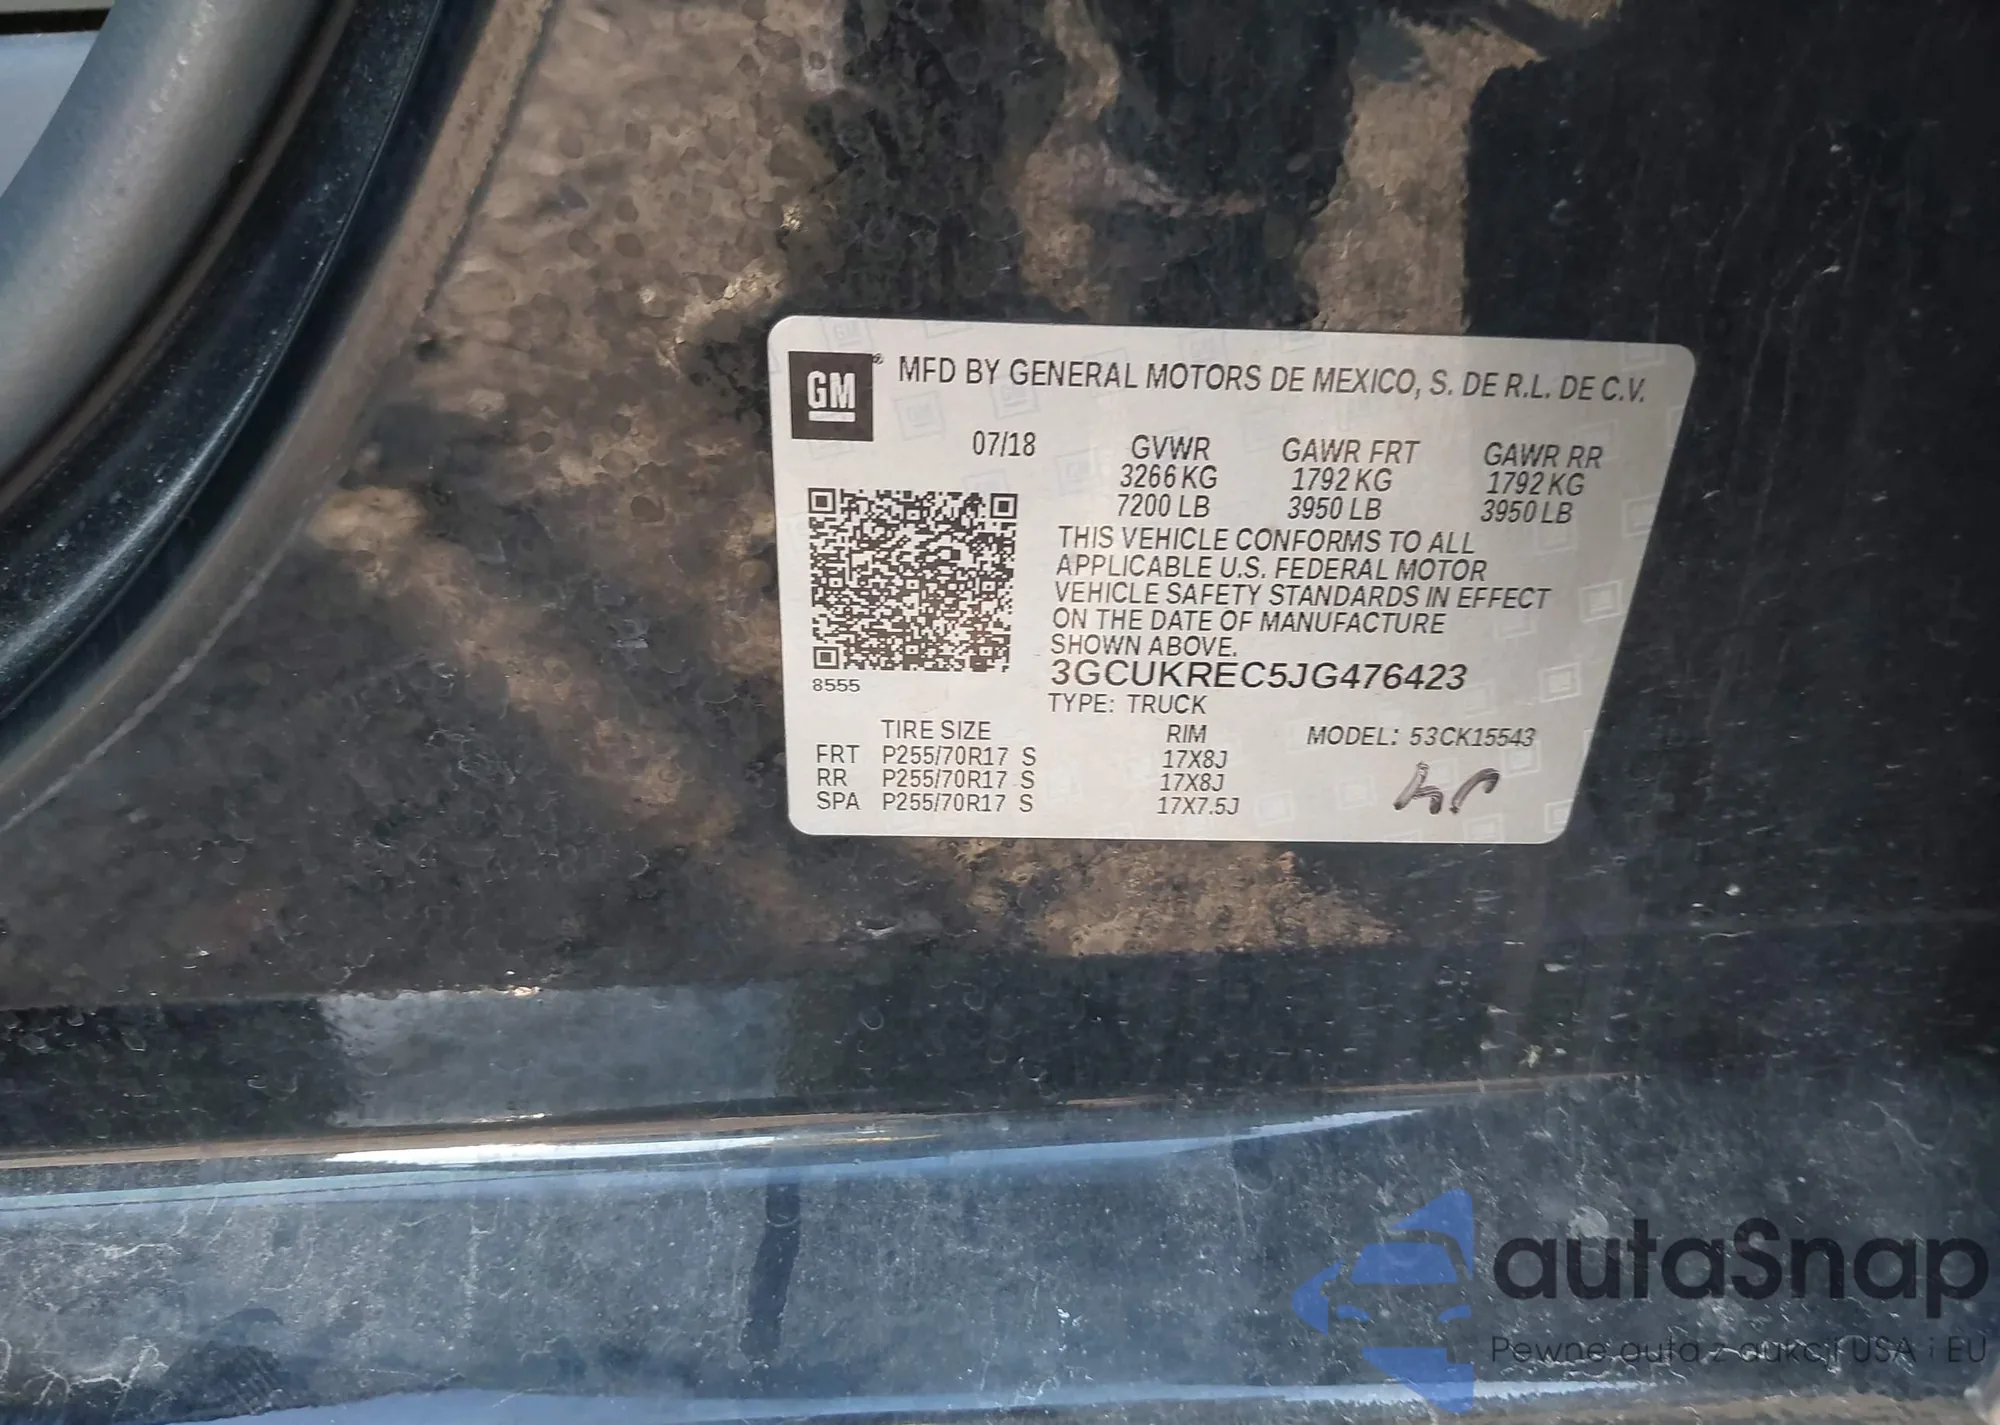 GM
MFD BY GENERAL MOTORS DE MEXICO, S. DE R.L. DE C.V.
07/18 GVWR GAWR FRT GAWR RR
3266 KG 1792 KG 1792 KG
7200 LB 3950 LB 3950 LB
THIS VEHICLE CONFORMS TO ALL
APPLICABLE U.S. FEDERAL MOTOR
VEHICLE SAFETY STANDARDS IN EFFECT
ON THE DATE OF MANUFACTURE
SHOWN ABOVE.
3GCUKREC5JG476423
8555
TYPE: TRUCK
TIRE SIZE RIM MODEL: 53CK15543
FRT P255/70R17 S 17X8J
RR P255/70R17 S 17X8J
SPA P255/70R17 S 17X7.5J
autaSnap
Pewne auta z aukcji USA i EU